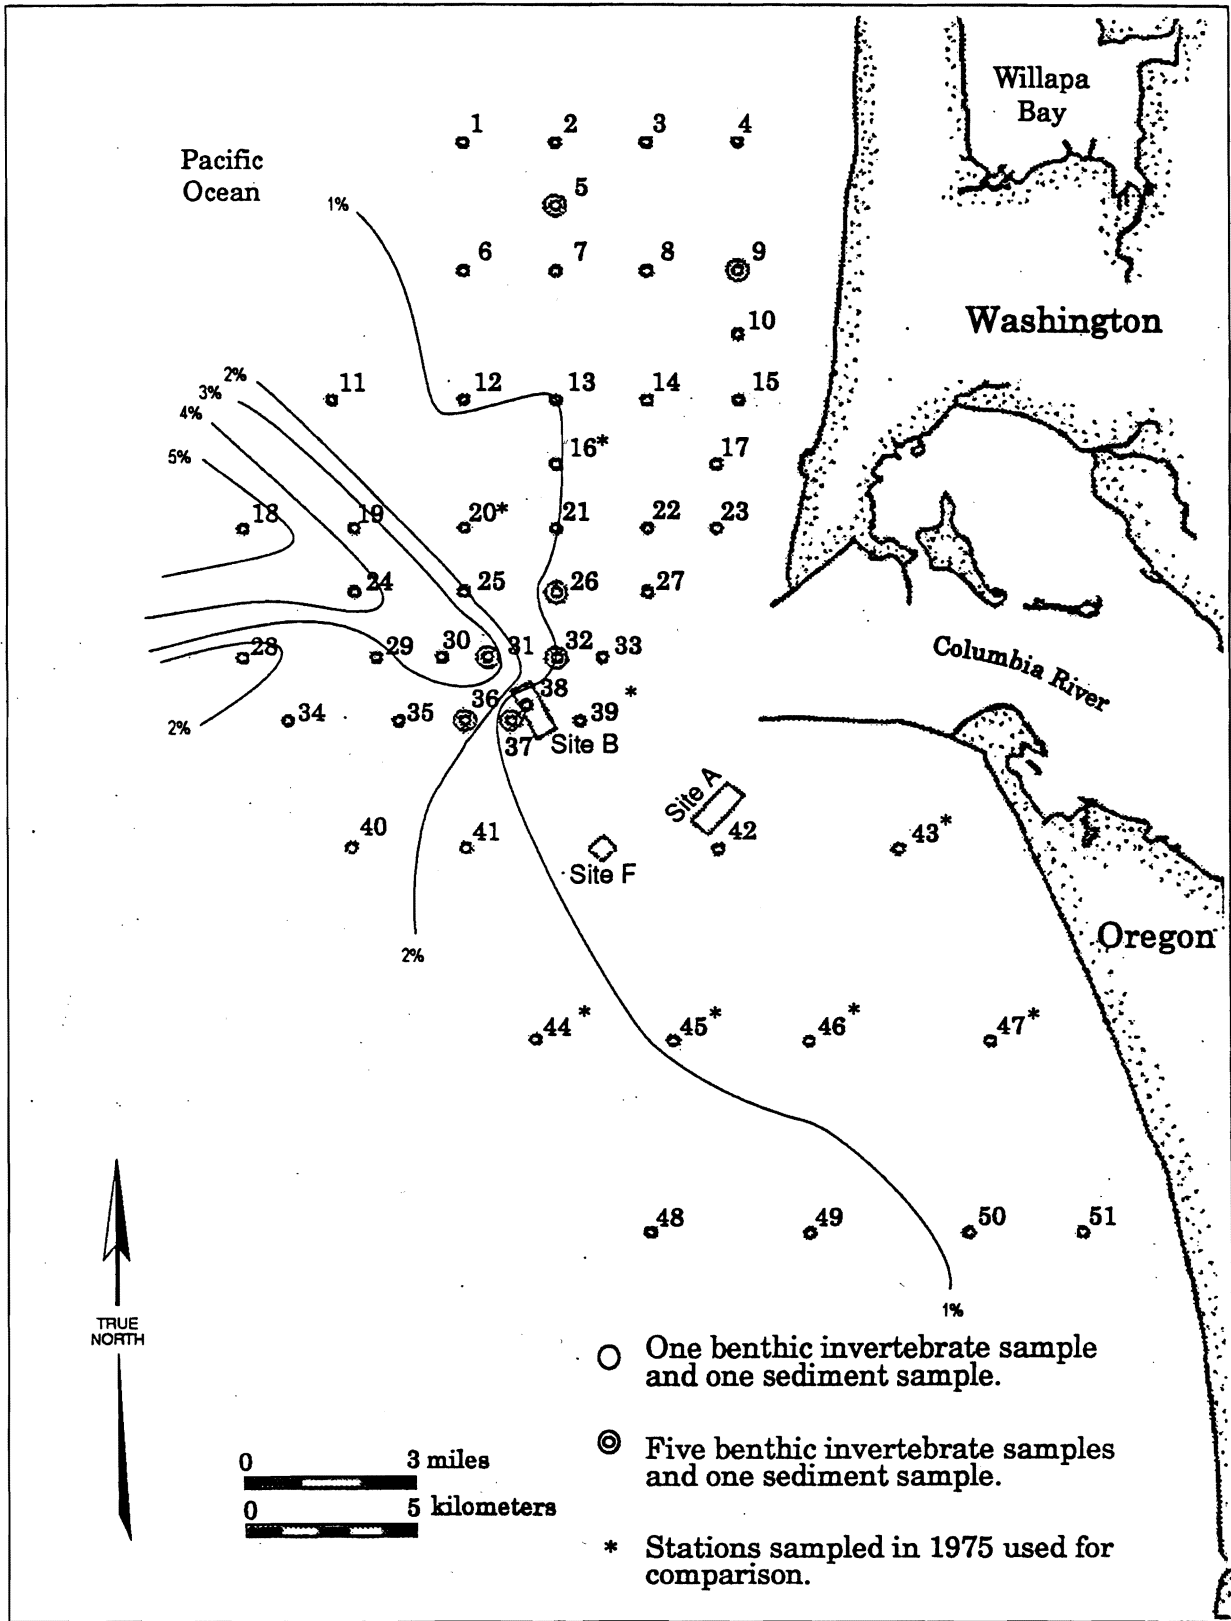 Willapa
Bay
1 2 3 4
Pacific
Ocean
5
1%
6 7 8 9
10
Washington
2%
3%
4%
11 12 13 14 15
5%
16* 17
18 19 20* 21 22 23
24 25 26 27
28 29 30 31 32 33
Columbia River
2%
34 35 36 37 38 39 *
Site B
Site A
40 41 42 43*
Site F
2%
Oregon
44* 45* 46* 47*
48 49 50 51
1%
TRUE
NORTH
One benthic invertebrate sample
and one sediment sample.
Five benthic invertebrate samples
and one sediment sample.
* Stations sampled in 1975 used for
comparison.
0 3 miles
0 5 kilometers